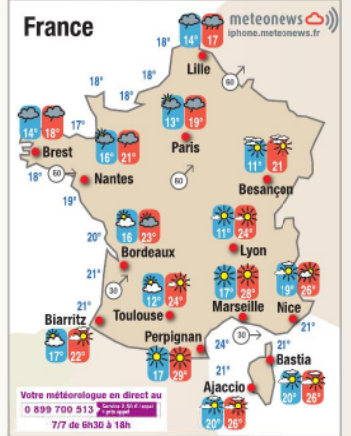 France
meteonews
iphone.meteonews.fr
18°
14° 17
Lille
18°
60
18°
18°
14° 18°
17°
13° 19°
Paris
Brest
16° 21°
11° 21
18°
60
Nantes
60
Besançon
19°
11° 24°
20°
16 23°
Lyon
Bordeaux
21°
17° 28°
19° 26°
30
12° 24°
21°
Biarritz
Toulouse
Marseille
Nice
17° 22°
Perpignan
30
21°
24°
21°
17 29°
Bastia
21°
20° 26°
Ajaccio
20° 26°
Votre météorologue en direct au
0 899 700 513
+ prix appel
7/7 de 6h30 à 18h